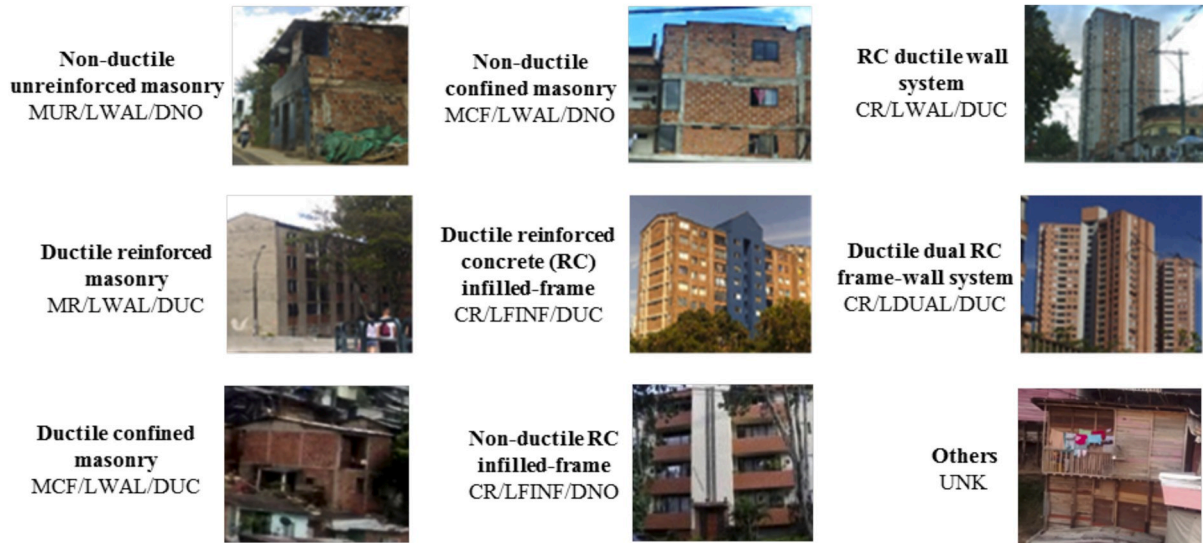 Non-ductile
unreinforced masonry
MUR/LWAL/DNO
Non-ductile
confined masonry
MCF/LWAL/DNO
RC ductile wall
system
CR/LWAL/DUC
Ductile reinforced
masonry
MR/LWAL/DUC
Ductile reinforced
concrete (RC)
infilled-frame
CR/LFINF/DUC
Ductile dual RC
frame-wall system
CR/LDUAL/DUC
Ductile confined
masonry
MCF/LWAL/DUC
Non-ductile RC
infilled-frame
CR/LFINF/DNO
Others
UNK